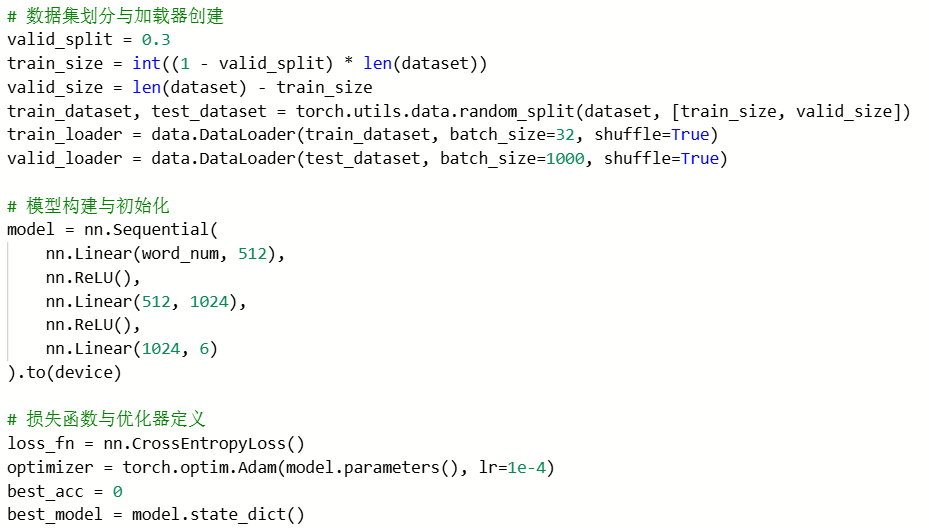 # 数据集划分与加载器创建
valid_split = 0.3
train_size = int((1 - valid_split) * len(dataset))
valid_size = len(dataset) - train_size
train_dataset, test_dataset = torch.utils.data.random_split(dataset, [train_size, valid_size])
train_loader = data.DataLoader(train_dataset, batch_size=32, shuffle=True)
valid_loader = data.DataLoader(test_dataset, batch_size=1000, shuffle=True)

# 模型构建与初始化
model = nn.Sequential(
    nn.Linear(word_num, 512),
    nn.ReLU(),
    nn.Linear(512, 1024),
    nn.ReLU(),
    nn.Linear(1024, 6)
).to(device)

# 损失函数与优化器定义
loss_fn = nn.CrossEntropyLoss()
optimizer = torch.optim.Adam(model.parameters(), lr=1e-4)
best_acc = 0
best_model = model.state_dict()